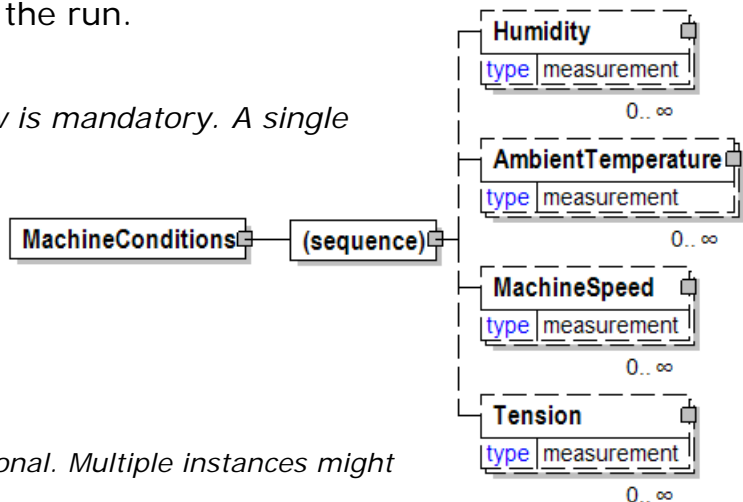 the run.
is mandatory. A single
MachineConditions
(sequence)
Humidity
type measurement
0.. ∞
AmbientTemperature
type measurement
0.. ∞
MachineSpeed
type measurement
0.. ∞
Tension
type measurement
0.. ∞
onal. Multiple instances might